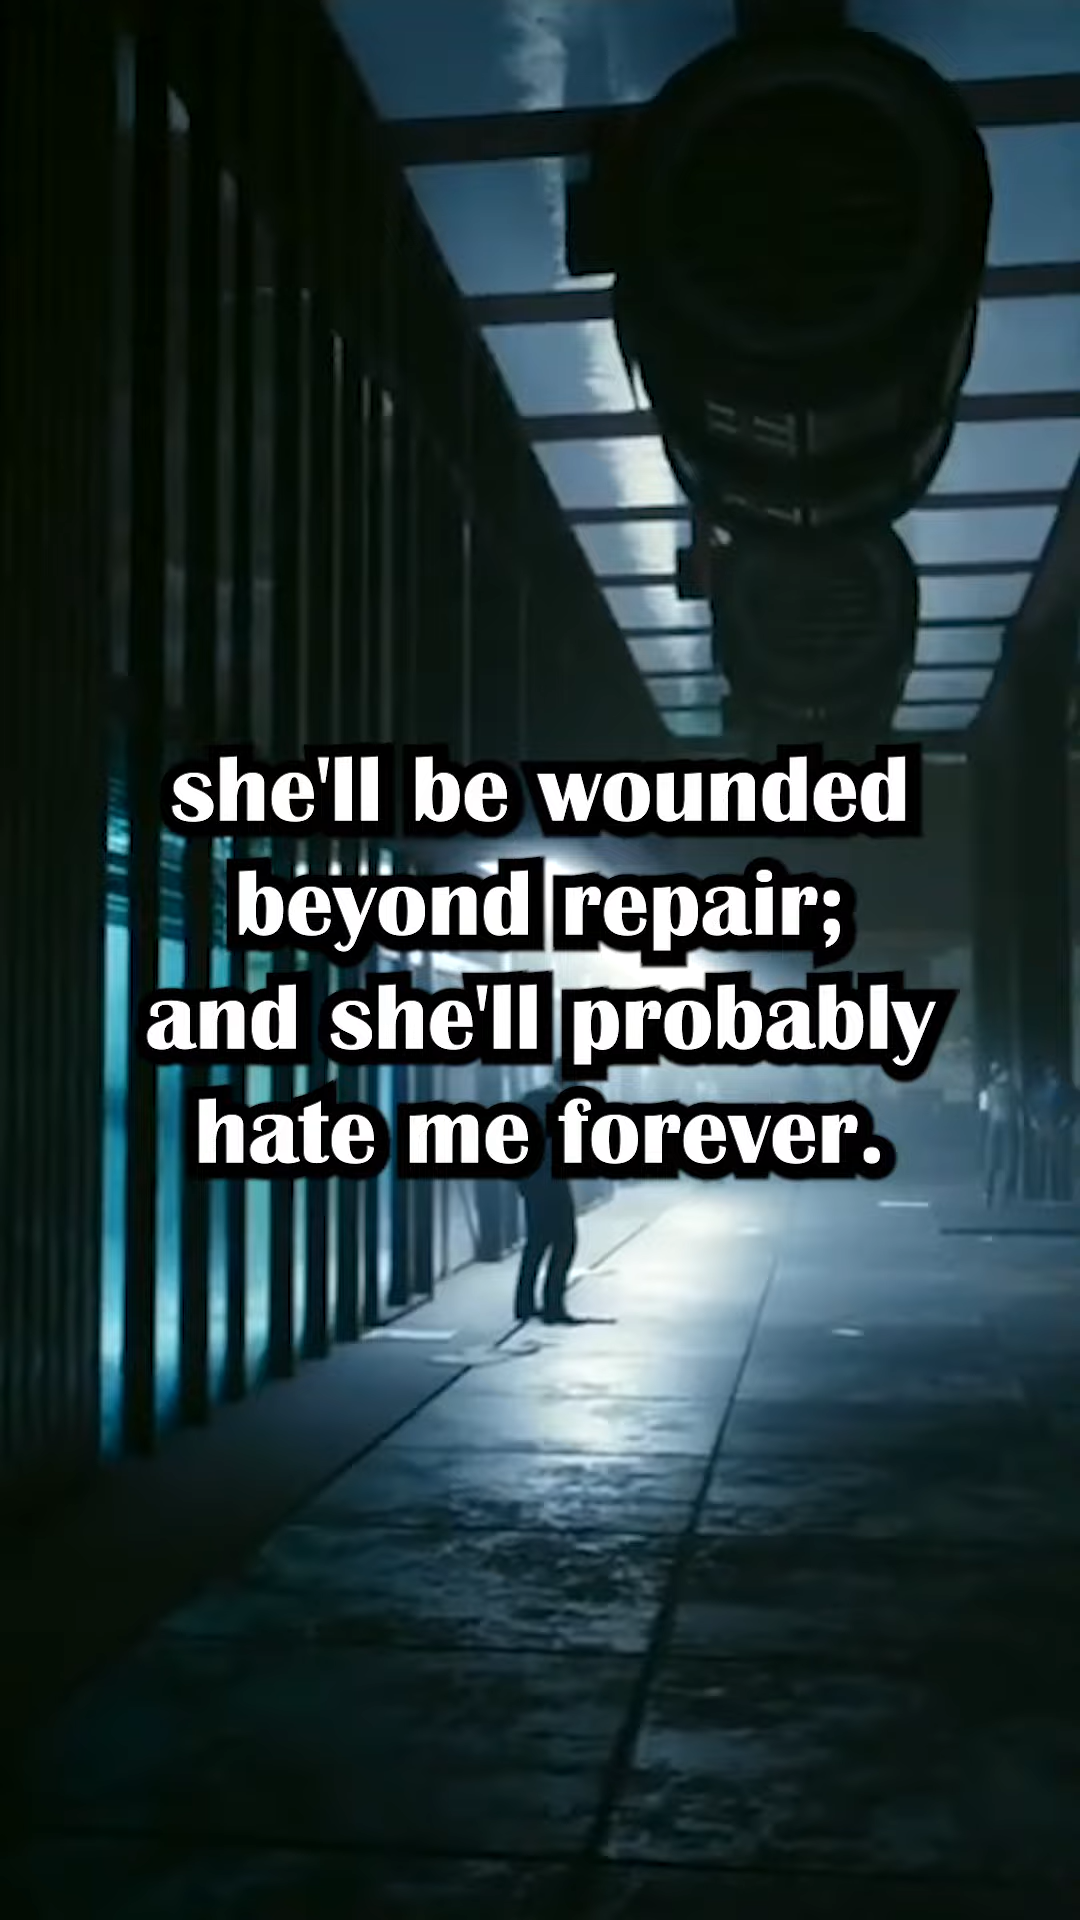 she'll be wounded
beyond repair;
and she'll probably
hate me forever.